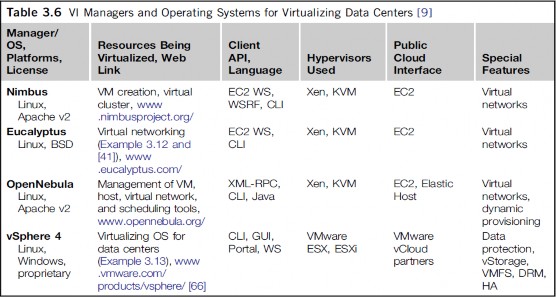 Table 3.6 VI Managers and Operating Systems for Virtualizing Data Centers [9]
Manager/
OS,
Platforms,
License
Resources Being
Virtualized, Web
Link
Client
API,
Language
Hypervisors
Used
Public
Cloud
Interface
Special
Features
Nimbus
Linux,
Apache v2
VM creation, virtual
cluster, www
.nimbusproject.org/
EC2 WS,
WSRF, CLI
Xen, KVM
EC2
Virtual
networks
Eucalyptus
Linux, BSD
Virtual networking
(Example 3.12 and
[41]), www
.eucalyptus.com/
EC2 WS,
CLI
Xen, KVM
EC2
Virtual
networks
OpenNebula
Linux,
Apache v2
Management of VM,
host, virtual network,
and scheduling tools,
www.opennebula.org/
XML-RPC,
CLI, Java
Xen, KVM
EC2, Elastic
Host
Virtual
networks,
dynamic
provisioning
vSphere 4
Linux,
Windows,
proprietary
Virtualizing OS for
data centers
(Example 3.13), www
.vmware.com/
products/vsphere/ [66]
CLI, GUI,
Portal, WS
VMware
ESX, ESXi
VMware
vCloud
partners
Data
protection,
vStorage,
VMFS, DRM,
HA